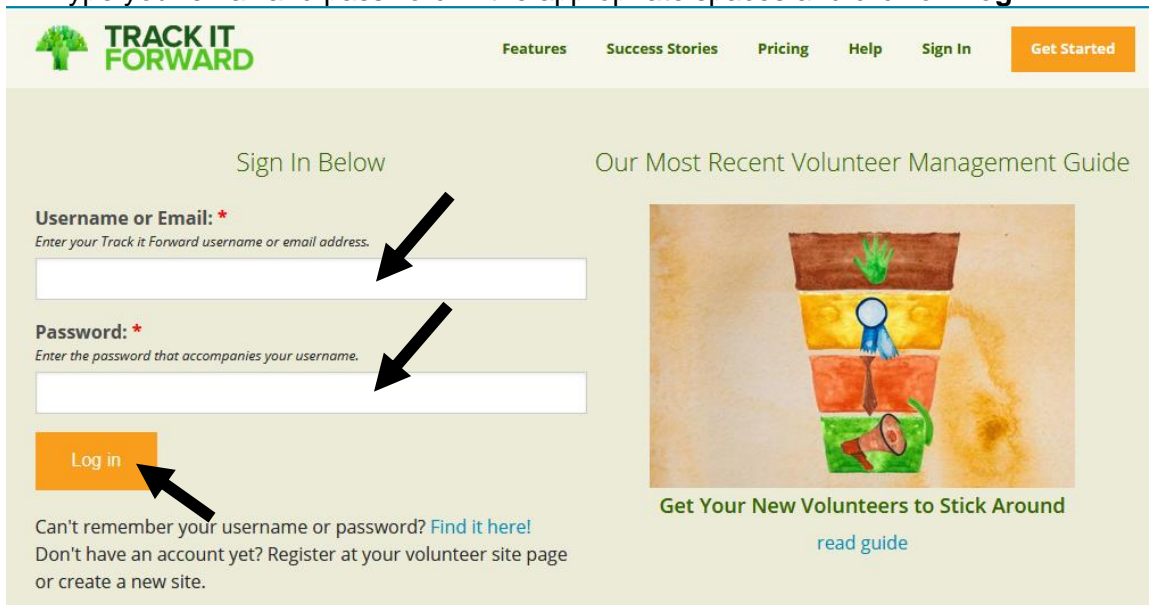 TRACK IT
FORWARD
Features Success Stories Pricing Help Sign In Get Started
Sign In Below
Username or Email: *
Enter your Track it Forward username or email address.
Password: *
Enter the password that accompanies your username.
Log in
Can't remember your username or password? Find it here!
Don't have an account yet? Register at your volunteer site page
or create a new site.
Our Most Recent Volunteer Management Guide
Get Your New Volunteers to Stick Around
read guide